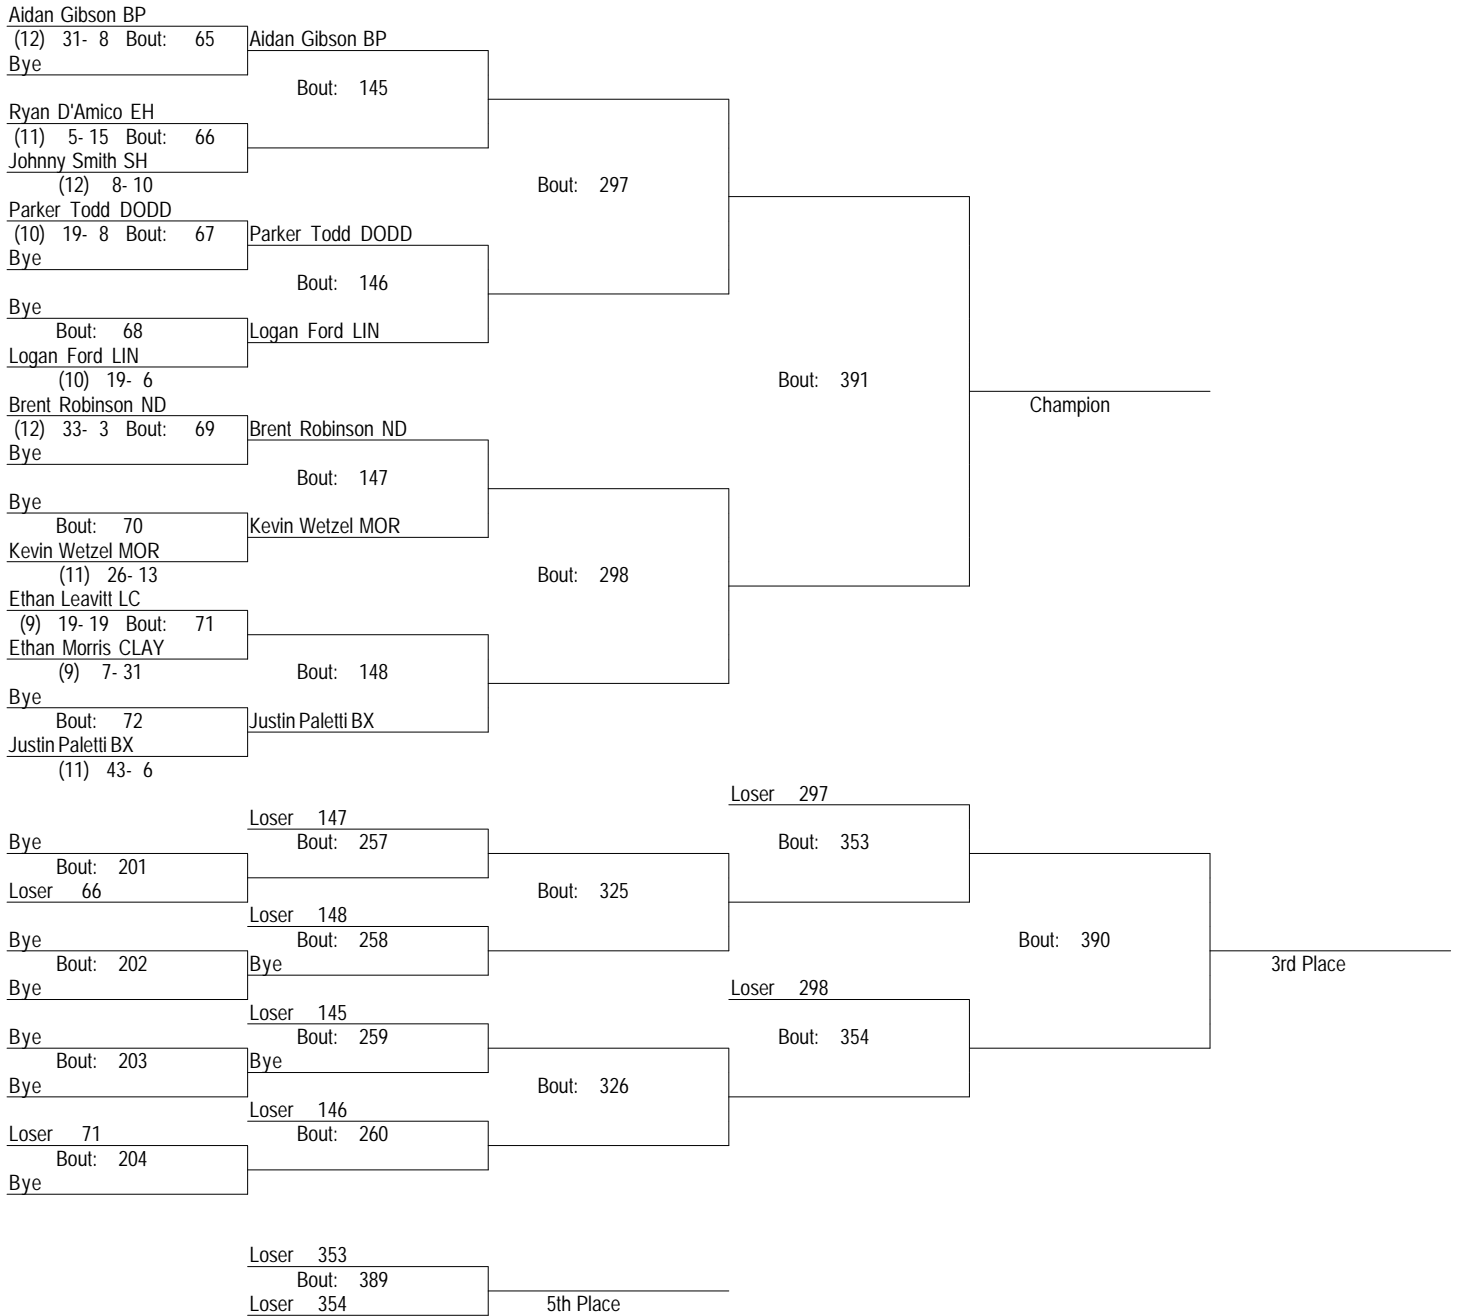 Aidan Gibson BP
(12) 31- 8 Bout: 65 Aidan Gibson BP
Bye
Bout: 145
Ryan D'Amico EH
(11) 5- 15 Bout: 66
Johnny Smith SH
(12) 8- 10 Bout: 297
Parker Todd DODD
(10) 19- 8 Bout: 67 Parker Todd DODD
Bye
Bout: 146
Bye
Bout: 68 Logan Ford LIN
Logan Ford LIN
(10) 19- 6 Bout: 391
Brent Robinson ND Champion
(12) 33- 3 Bout: 69 Brent Robinson ND
Bye
Bout: 147
Bye
Bout: 70 Kevin Wetzel MOR
Kevin Wetzel MOR
(11) 26- 13 Bout: 298
Ethan Leavitt LC
(9) 19- 19 Bout: 71
Ethan Morris CLAY
(9) 7- 31 Bout: 148
Bye
Bout: 72 Justin Paletti BX
Justin Paletti BX
(11) 43- 6
Loser 297
Loser 147
Bye Bout: 257 Bout: 353
Bout: 201
Loser 66 Bout: 325
Loser 148
Bye Bout: 258 Bout: 390
Bout: 202 Bye 3rd Place
Bye Loser 298
Loser 145
Bye Bout: 259 Bout: 354
Bout: 203 Bye
Bye Bout: 326
Loser 146
Loser 71 Bout: 260
Bout: 204
Bye
Loser 353
Bout: 389
Loser 354 5th Place